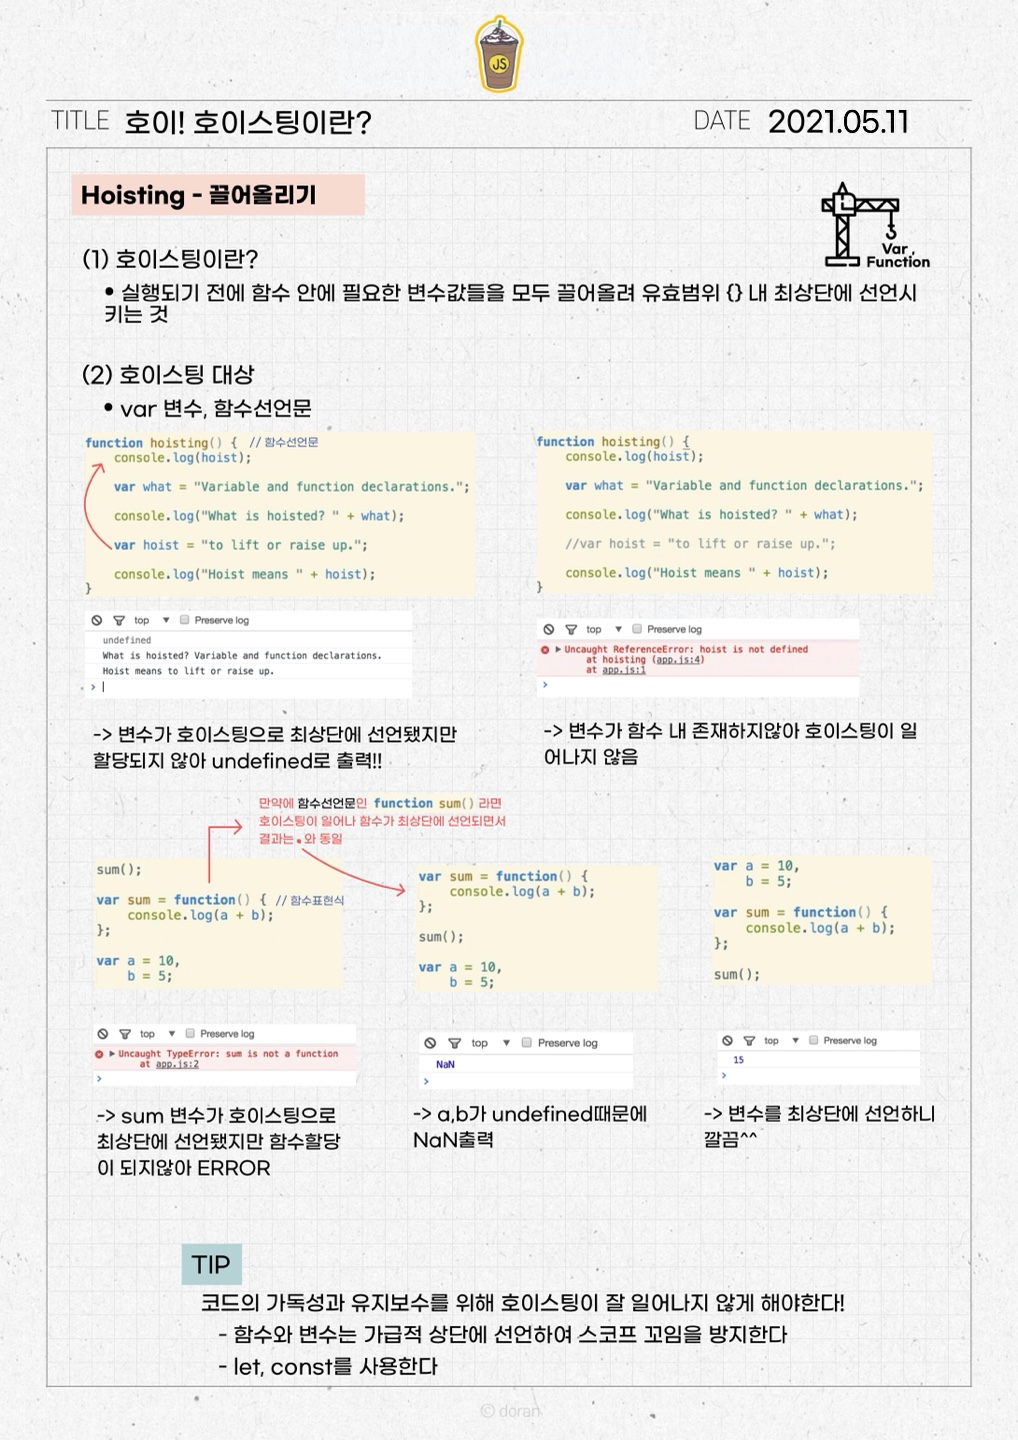 JS
TITLE 호이! 호이스팅이란?
DATE 2021.05.11
Hoisting - 끌어올리기
Var,
Function
(1) 호이스팅이란?
• 실행되기 전에 함수 안에 필요한 변수값들을 모두 끌어올려 유효범위 {} 내 최상단에 선언시
키는 것
(2) 호이스팅 대상
• var 변수, 함수선언문
function hoisting() { // 함수선언문
console.log(hoist);
var what = "Variable and function declarations.";
console.log("What is hoisted? " + what);
var hoist = "to lift or raise up.";
console.log("Hoist means " + hoist);
}
top ▼ Preserve log
undefined
What is hoisted? Variable and function declarations.
Hoist means to lift or raise up.
> |
-> 변수가 호이스팅으로 최상단에 선언됐지만
할당되지 않아 undefined로 출력!!
function hoisting() {
console.log(hoist);
var what = "Variable and function declarations.";
console.log("What is hoisted? " + what);
//var hoist = "to lift or raise up.";
console.log("Hoist means " + hoist);
}
top ▼ Preserve log
▶Uncaught ReferenceError: hoist is not defined
at hoisting (app.js:4)
at app.js:1
>
-> 변수가 함수 내 존재하지않아 호이스팅이 일
어나지 않음
만약에 함수선언문인 function sum() 라면
호이스팅이 일어나 함수가 최상단에 선언되면서
결과는 • 와 동일
sum();
var sum = function() { // 함수표현식
console.log(a + b);
};
var a = 10,
b = 5;
top ▼ Preserve log
▶Uncaught TypeError: sum is not a function
at app.js:2
>
-> sum 변수가 호이스팅으로
최상단에 선언됐지만 함수할당
이 되지않아 ERROR
var sum = function() {
console.log(a + b);
};
sum();
var a = 10,
b = 5;
top ▼ Preserve log
NaN
>
-> a,b가 undefined때문에
NaN출력
var a = 10,
b = 5;
var sum = function() {
console.log(a + b);
};
sum();
top ▼ Preserve log
15
>
-> 변수를 최상단에 선언하니
깔끔^^
TIP
코드의 가독성과 유지보수를 위해 호이스팅이 잘 일어나지 않게 해야한다!
- 함수와 변수는 가급적 상단에 선언하여 스코프 꼬임을 방지한다
- let, const를 사용한다
© doran